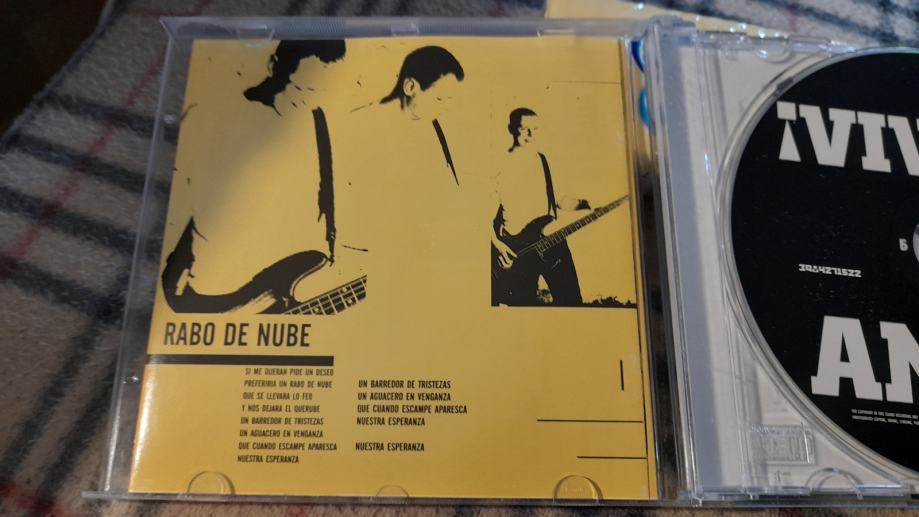 RABO DE NUBE
SI ME DIJERAN PIDE UN DESEO
PREFERIRIA UN RABO DE NUBE
QUE SE LLEVARA LO FEO
Y NOS DEJARA EL QUERUBE
UN BARREDOR DE TRISTEZAS
UN AGUACERO EN VENGANZA
QUE CUANDO ESCAMPE APARESCA
NUESTRA ESPERANZA
UN BARREDOR DE TRISTEZAS
UN AGUACERO EN VENGANZA
QUE CUANDO ESCAMPE APARESCA
NUESTRA ESPERANZA
NUESTRA ESPERANZA
¡VIV
AN